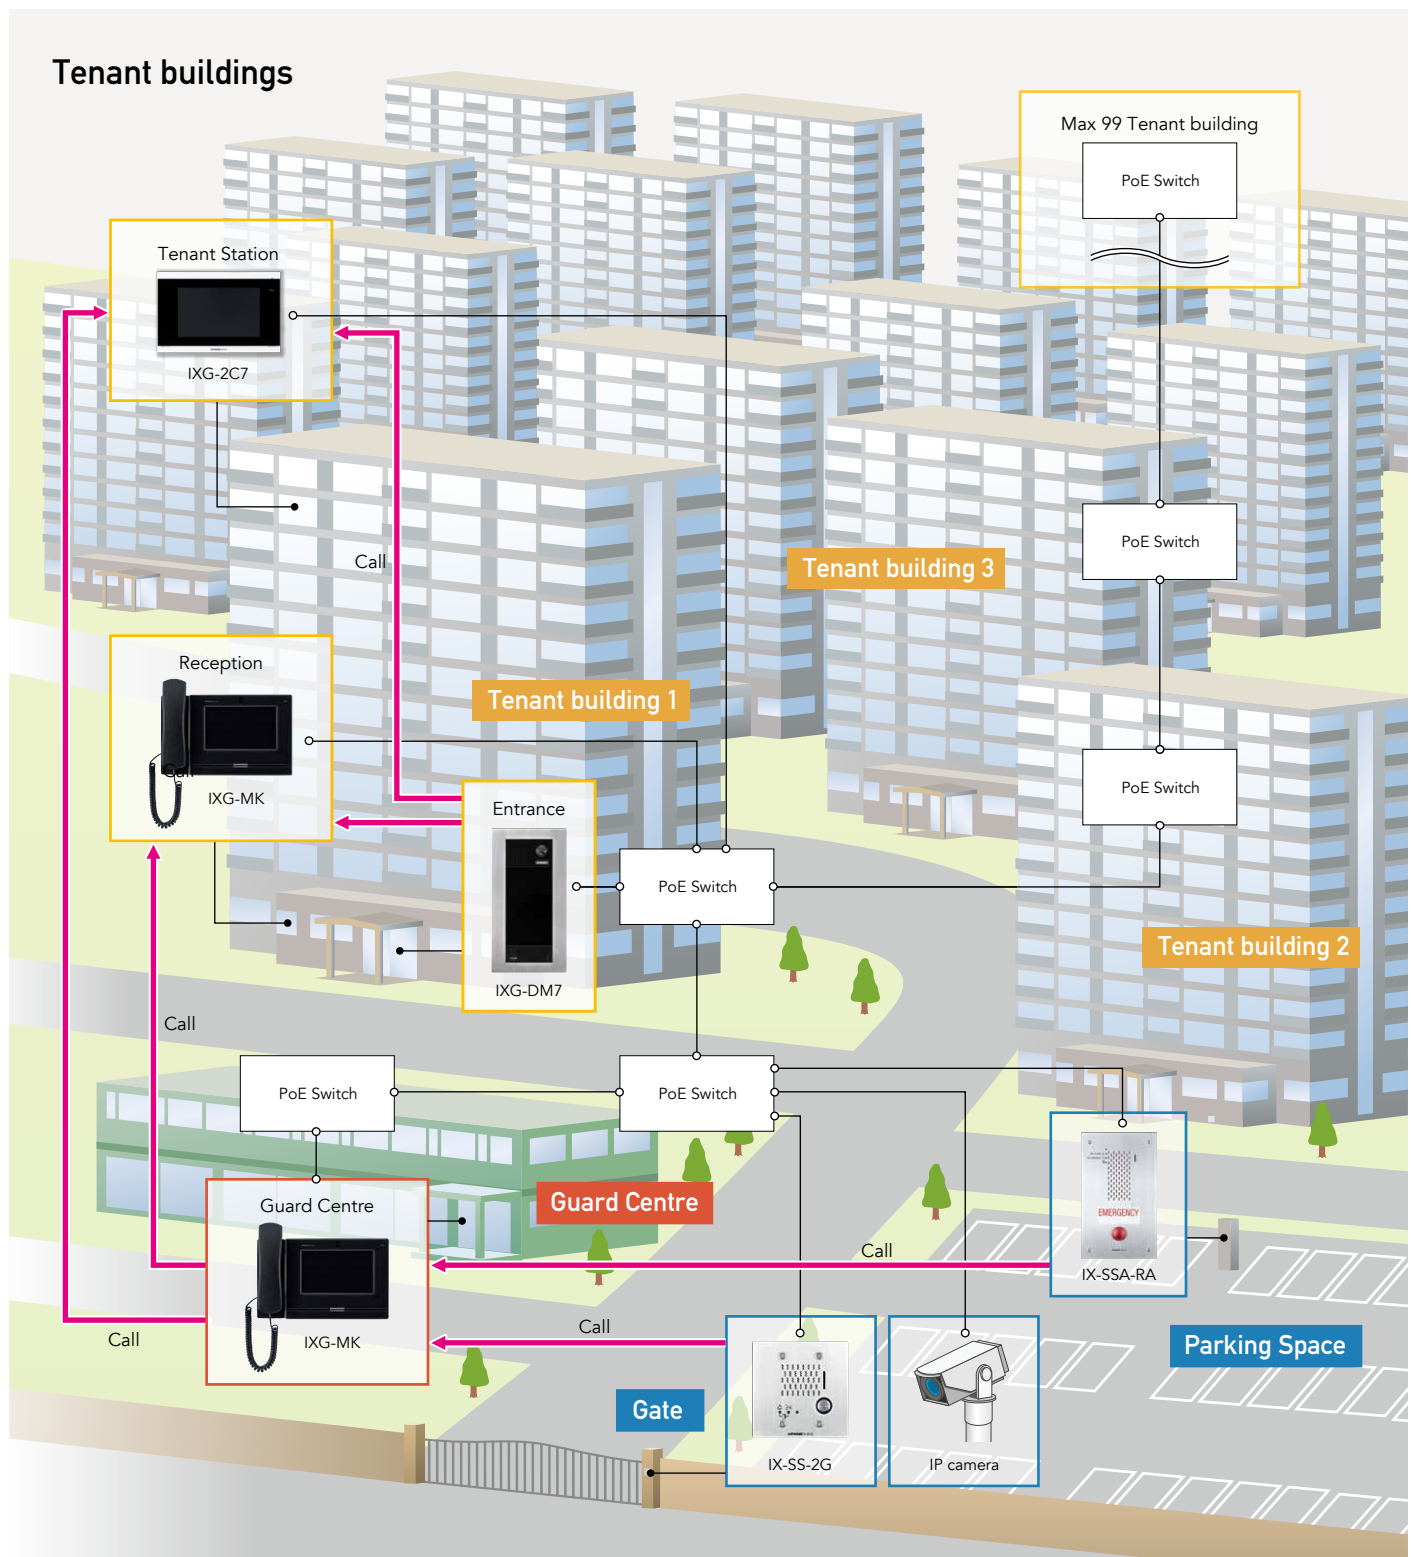 Tenant buildings
Max 99 Tenant building
PoE Switch
Tenant Station
IXG-2C7
Call
PoE Switch
Tenant building 3
Reception
Call
IXG-MK
Tenant building 1
PoE Switch
Entrance
PoE Switch
IXG-DM7
Tenant building 2
Call
PoE Switch
PoE Switch
Guard Centre
Guard Centre
EMERGENCY
Call
IX-SSA-RA
IXG-MK
Call
Call
Parking Space
Gate
IX-SS-2G
IP camera